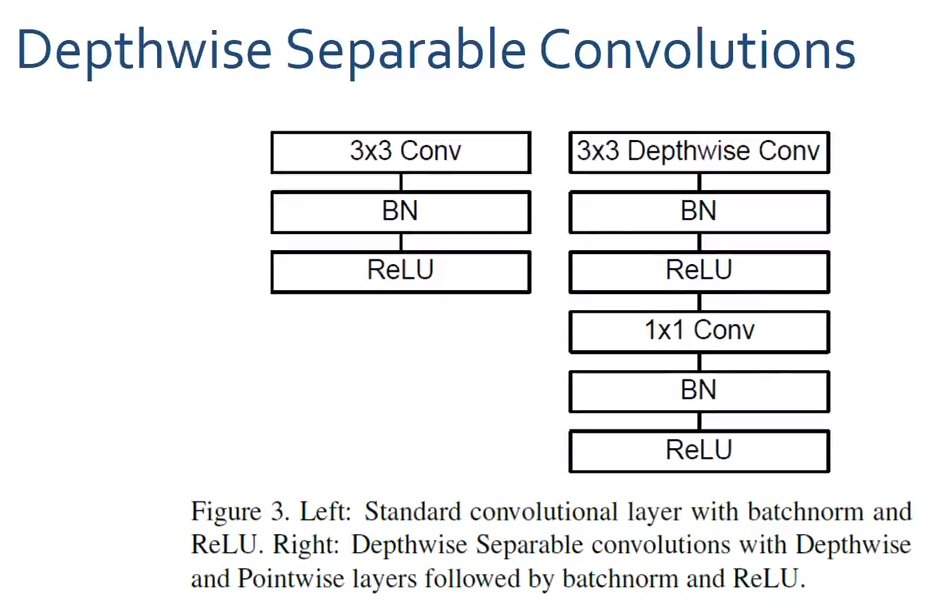 Depthwise Separable Convolutions
3x3 Conv
BN
ReLU
3x3 Depthwise Conv
BN
ReLU
1x1 Conv
BN
ReLU
Figure 3. Left: Standard convolutional layer with batchnorm and
ReLU. Right: Depthwise Separable convolutions with Depthwise
and Pointwise layers followed by batchnorm and ReLU.